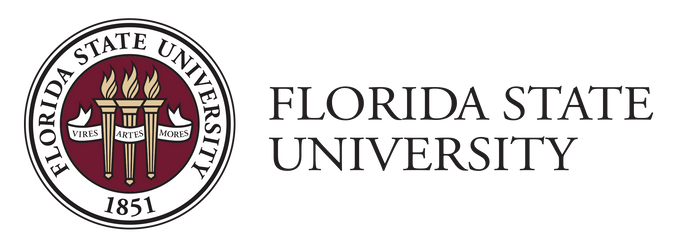 FLORIDA STATE UNIVERSITY
VIRES ARTES MORES
1851
FLORIDA STATE
UNIVERSITY